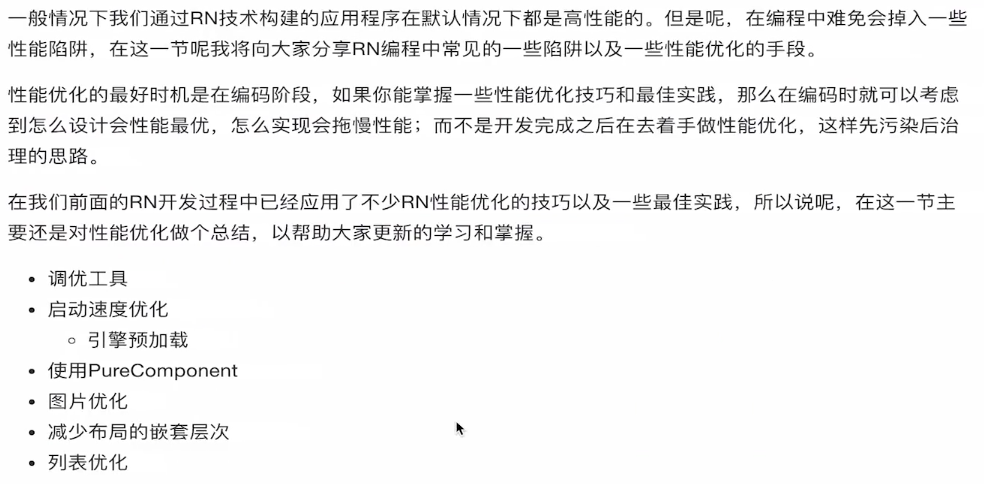 一般情况下我们通过RN技术构建的应用程序在默认情况下都是高性能的。但是呢，在编程中难免会掉入一些
性能陷阱，在这一节呢我将向大家分享RN编程中常见的一些陷阱以及一些性能优化的手段。
性能优化的最好时机是在编码阶段，如果你能掌握一些性能优化技巧和最佳实践，那么在编码时就可以考虑
到怎么设计会性能最优，怎么实现会拖慢性能；而不是开发完成之后在去着手做性能优化，这样先污染后治
理的思路。
在我们前面的RN开发过程中已经应用了不少RN性能优化的技巧以及一些最佳实践，所以说呢，在这一节主
要还是对性能优化做个总结，以帮助大家更新的学习和掌握。
• 调优工具
• 启动速度优化
◦ 引擎预加载
• 使用PureComponent
• 图片优化
• 减少布局的嵌套层次
• 列表优化